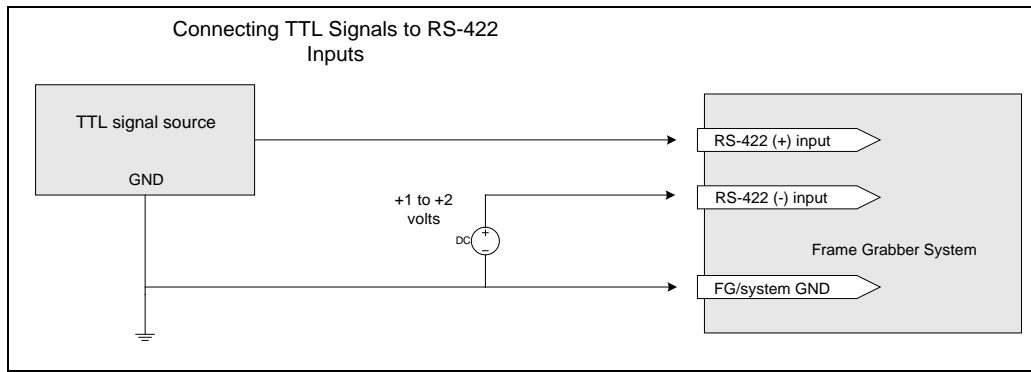 Connecting TTL Signals to RS-422
Inputs
TTL signal source
GND
+1 to +2
volts
DC
+
−
RS-422 (+) input
RS-422 (-) input
Frame Grabber System
FG/system GND